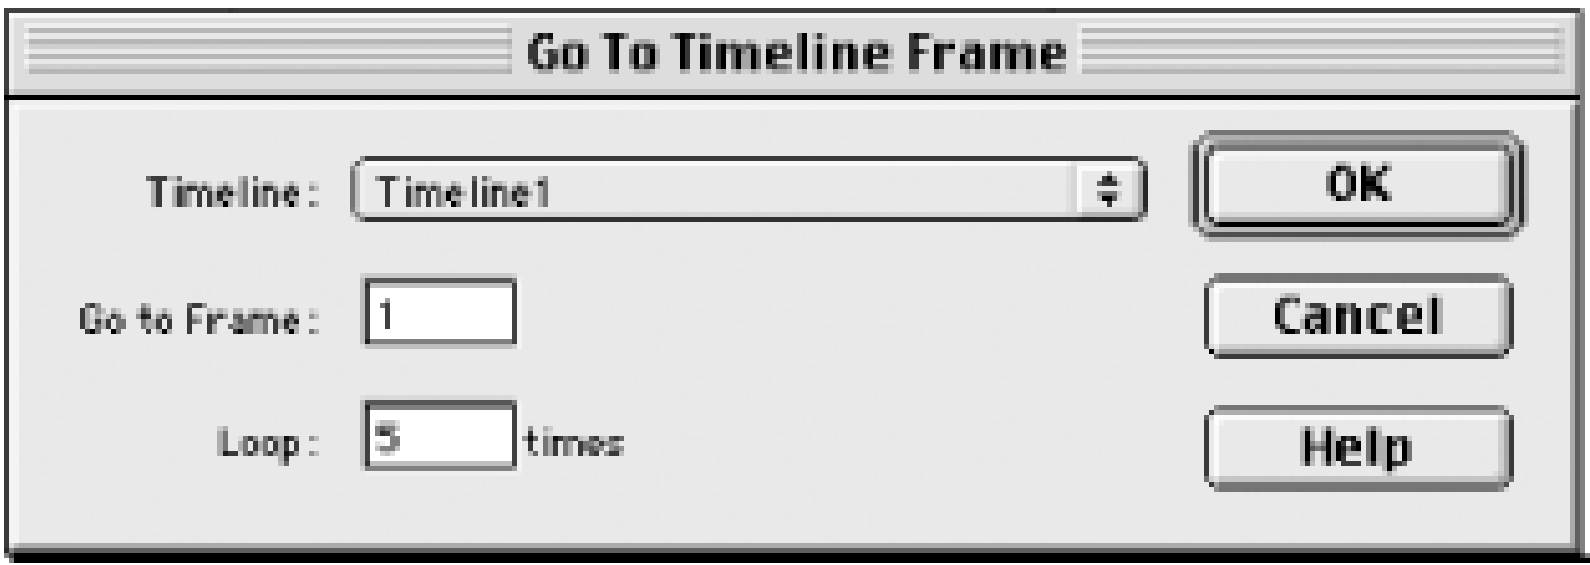 Go To Timeline Frame
Timeline: Timeline1
OK
Go to Frame: 1
Cancel
Loop: 5 times
Help